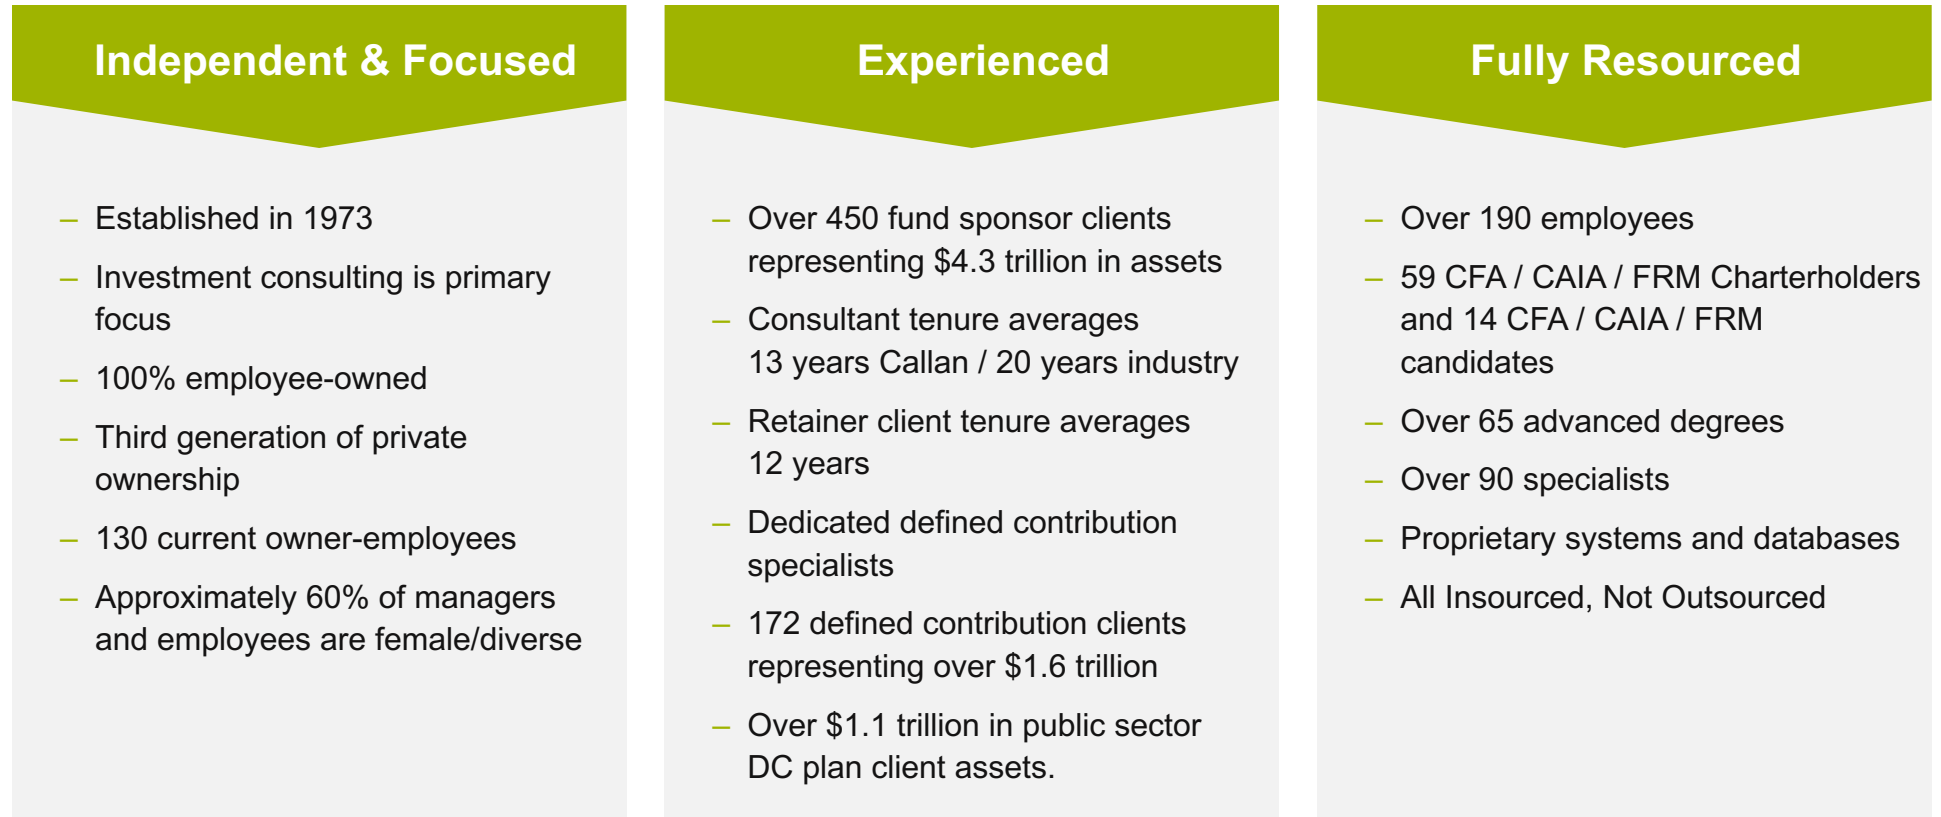 Independent & Focused
– Established in 1973
– Investment consulting is primary
focus
– 100% employee-owned
– Third generation of private
ownership
– 130 current owner-employees
– Approximately 60% of managers
and employees are female/diverse
Experienced
– Over 450 fund sponsor clients
representing $4.3 trillion in assets
– Consultant tenure averages
13 years Callan / 20 years industry
– Retainer client tenure averages
12 years
– Dedicated defined contribution
specialists
– 172 defined contribution clients
representing over $1.6 trillion
– Over $1.1 trillion in public sector
DC plan client assets.
Fully Resourced
– Over 190 employees
– 59 CFA / CAIA / FRM Charterholders
and 14 CFA / CAIA / FRM
candidates
– Over 65 advanced degrees
– Over 90 specialists
– Proprietary systems and databases
– All Insourced, Not Outsourced